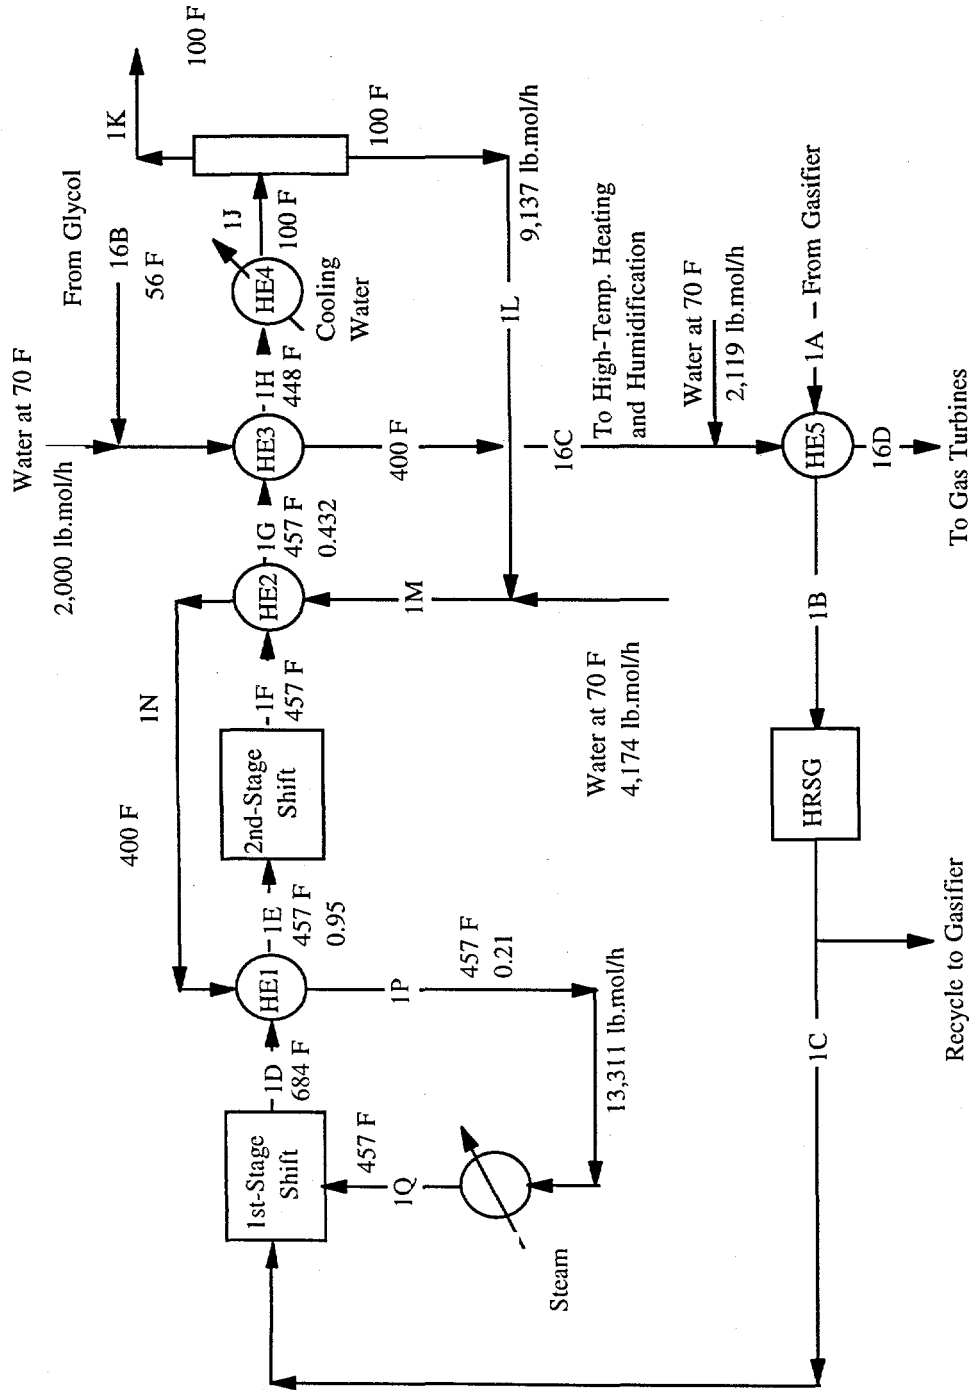 1st-Stage
Shift
1D
684 F
HE1
1E
457 F
0.95
2nd-Stage
Shift
1F
457 F
HE2
1G
457 F
0.432
HE3
1H
448 F
HE4
1J
100 F
Cooling
Water
1K
100 F
100 F
Water at 70 F
2,000 lb.mol/h
From Glycol
16B
56 F
400 F
1N
400 F
1P
457 F
0.21
13,311 lb.mol/h
1Q
457 F
Steam
1M
1L
9,137 lb.mol/h
Water at 70 F
4,174 lb.mol/h
16C
To High-Temp. Heating
and Humidification
Water at 70 F
2,119 lb.mol/h
HE5
1A
From Gasifier
16D
To Gas Turbines
1B
HRSG
1C
Recycle to Gasifier